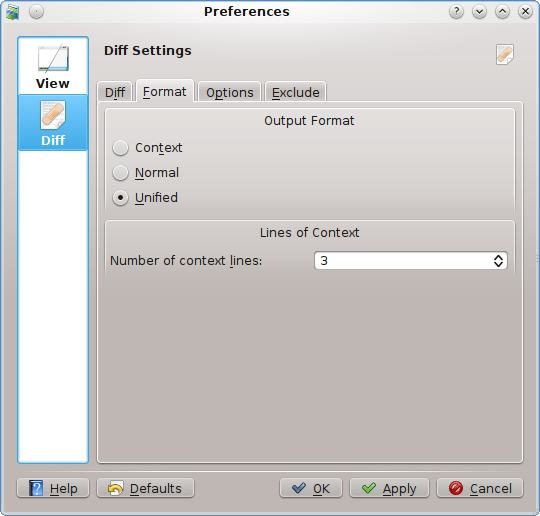 Preferences
?
View
Diff
Diff Settings
Diff Format Options Exclude
Output Format
Context
Normal
Unified
Lines of Context
Number of context lines: 3
Help Defaults OK Apply Cancel